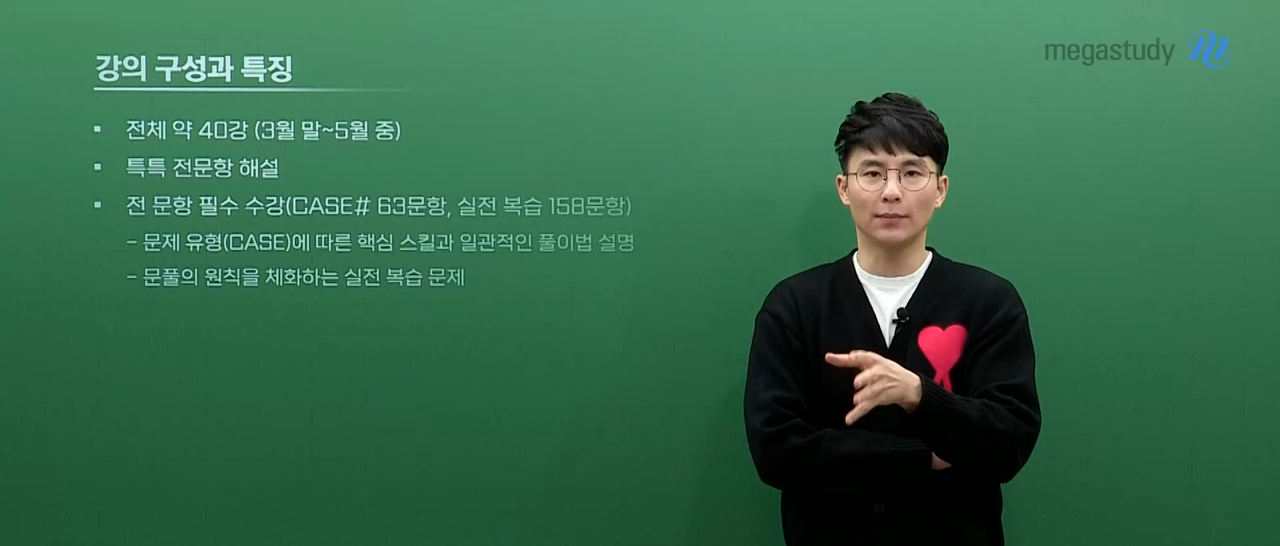 강의 구성과 특징
megastudy
▪ 전체 약 40강 (3월 말~5월 중)
▪ 특특 전문항 해설
▪ 전 문항 필수 수강(CASE# 63문항, 실전 복습 158문항)
- 문제 유형(CASE)에 따른 핵심 스킬과 일관적인 풀이법 설명
- 문풀의 원칙을 체화하는 실전 복습 문제